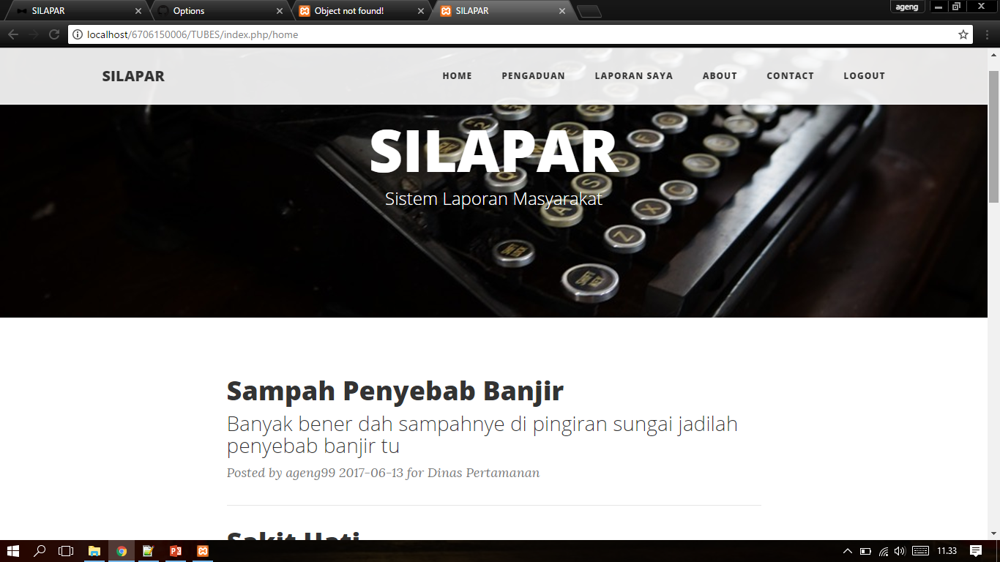 SILAPAR
Options
Object not found!
SILAPAR
ageng
localhost/6706150006/TUBES/index.php/home
SILAPAR
HOME PENGADUAN LAPORAN SAYA ABOUT CONTACT LOGOUT
SILAPAR
Sistem Laporan Masyarakat
Sampah Penyebab Banjir
Banyak bener dah sampahnye di pingiran sungai jadilah
penyebab banjir tu
Posted by ageng99 2017-06-13 for Dinas Pertamanan
Sakit Hati
11.33